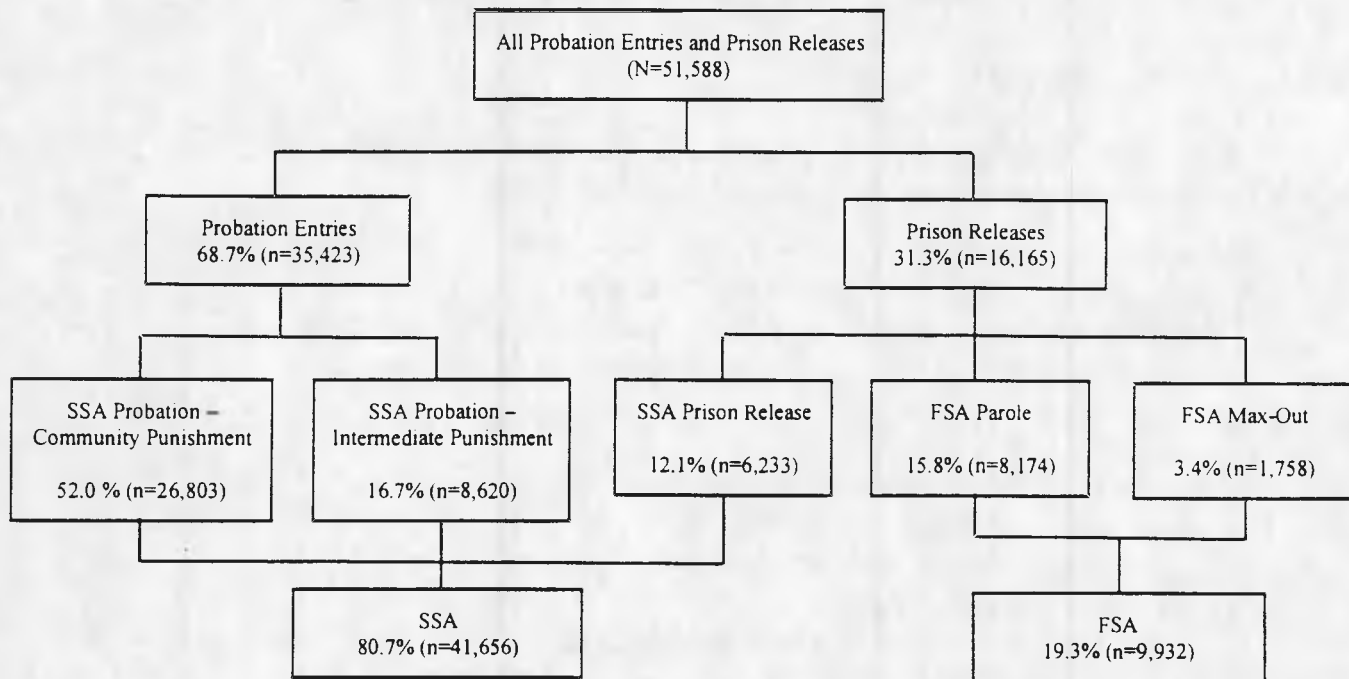 All Probation Entries and Prison Releases
(N=51,588)
Probation Entries
68.7% (n=35,423)
Prison Releases
31.3% (n=16,165)
SSA Probation –
Community Punishment
52.0 % (n=26,803)
SSA Probation –
Intermediate Punishment
16.7% (n=8,620)
SSA Prison Release
12.1% (n=6,233)
FSA Parole
15.8% (n=8,174)
FSA Max-Out
3.4% (n=1,758)
SSA
80.7% (n=41,656)
FSA
19.3% (n=9,932)